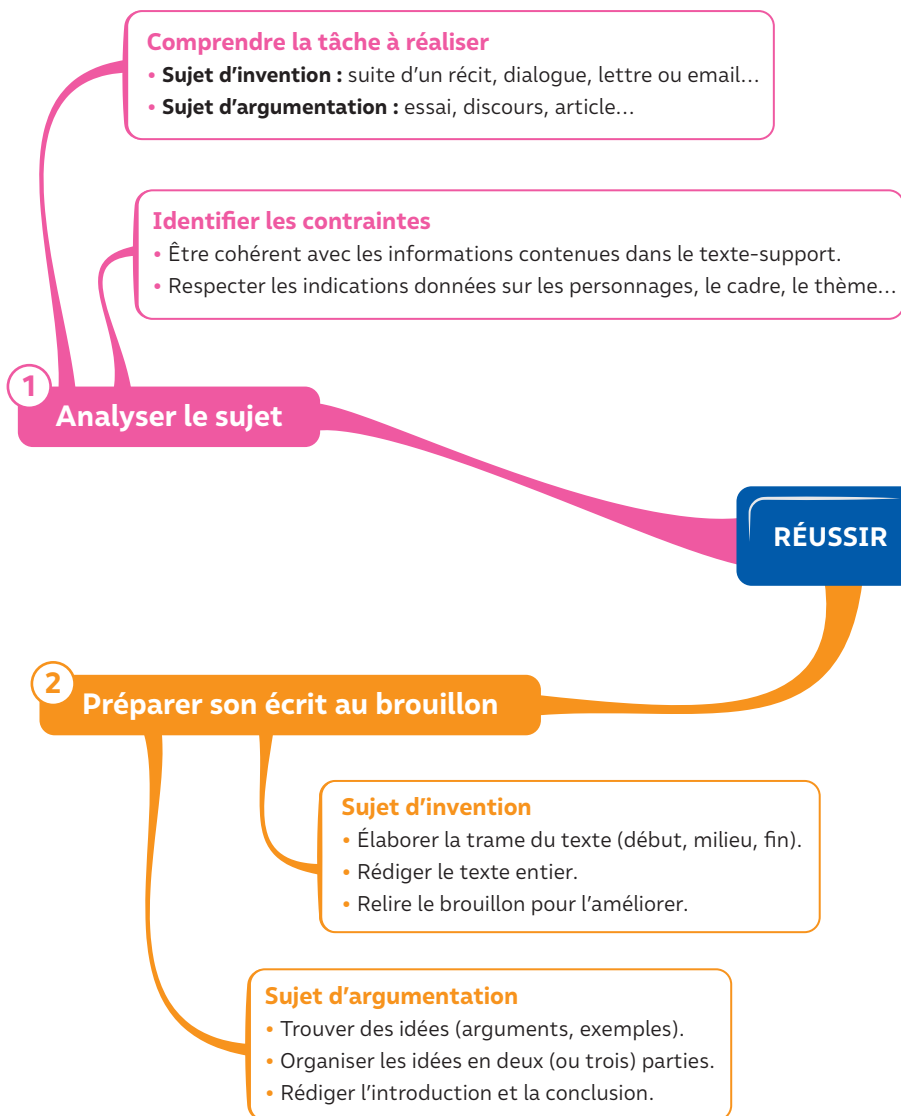 Comprendre la tâche à réaliser
• Sujet d'invention : suite d'un récit, dialogue, lettre ou email…
• Sujet d'argumentation : essai, discours, article…
Identifier les contraintes
• Être cohérent avec les informations contenues dans le texte-support.
• Respecter les indications données sur les personnages, le cadre, le thème…
1
Analyser le sujet
RÉUSSIR
2
Préparer son écrit au brouillon
Sujet d'invention
• Élaborer la trame du texte (début, milieu, fin).
• Rédiger le texte entier.
• Relire le brouillon pour l'améliorer.
Sujet d'argumentation
• Trouver des idées (arguments, exemples).
• Organiser les idées en deux (ou trois) parties.
• Rédiger l'introduction et la conclusion.